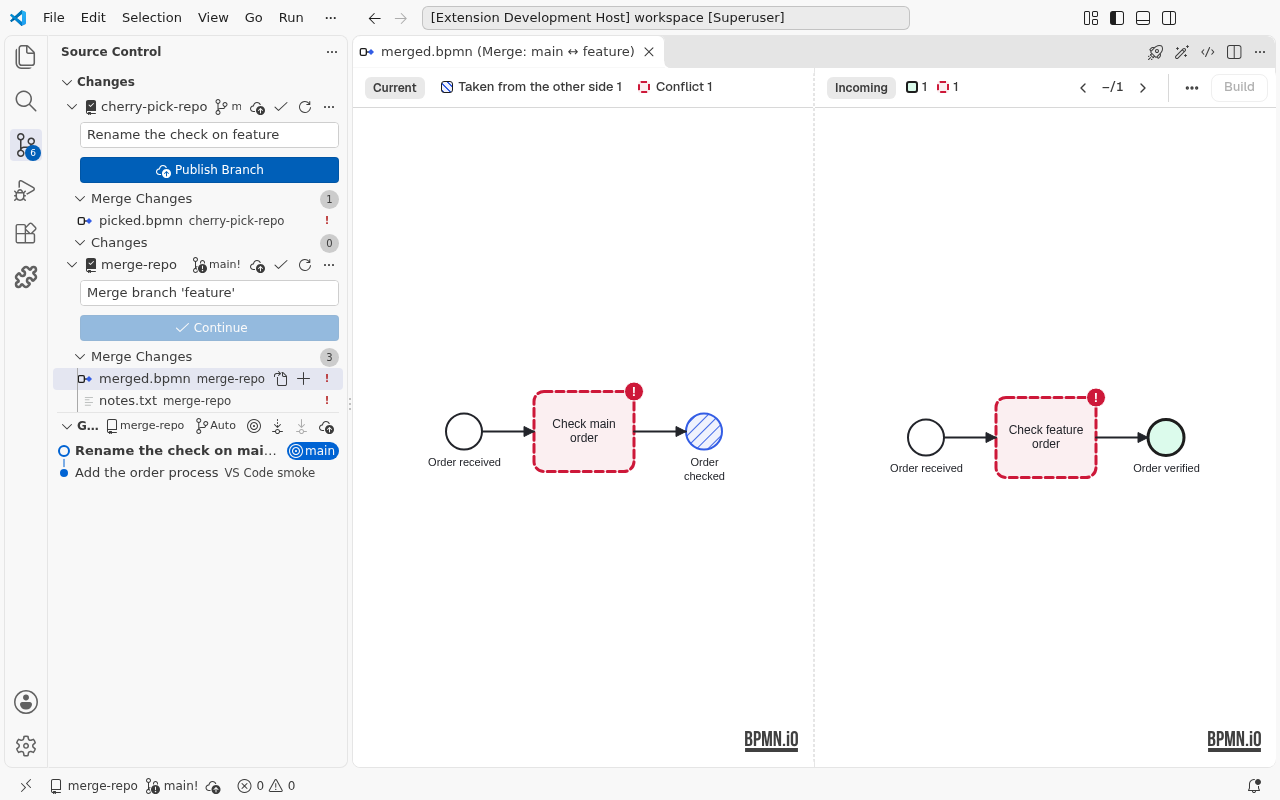 File Edit Selection View Go Run ···
[Extension Development Host] workspace [Superuser]
Source Control
Changes
cherry-pick-repo m
Rename the check on feature
Publish Branch
Merge Changes 1
picked.bpmn cherry-pick-repo !
Changes 0
merge-repo main!
Merge branch 'feature'
Continue
Merge Changes 3
merged.bpmn merge-repo !
notes.txt merge-repo !
G... merge-repo Auto
Rename the check on mai... main
Add the order process VS Code smoke
6
merged.bpmn (Merge: main ↔ feature)
Current Taken from the other side 1 Conflict 1
Incoming 1 1 −/1 Build
Order received
Check main
order
!
Order
checked
BPMN.iO
Order received
Check feature
order
!
Order verified
BPMN.iO
merge-repo main! 0 0